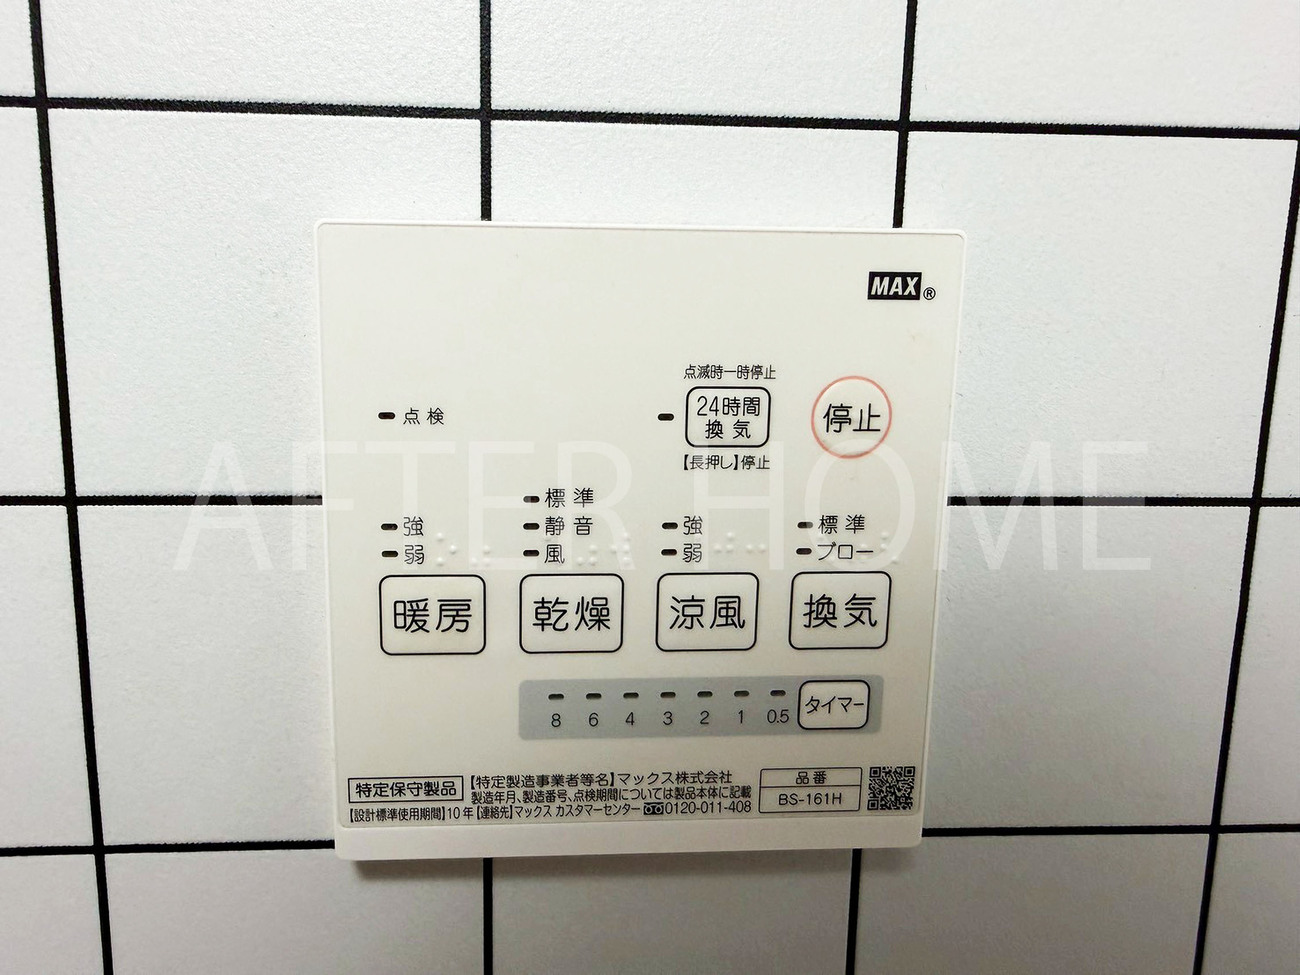 MAX®
点滅時一時停止
点検
24時間
換気
停止
【長押し】停止
標準
強 静音 強 標準
弱 風 弱 ブロー
暖房 乾燥 涼風 換気
8 6 4 3 2 1 0.5 タイマー
特定保守製品 【特定製造事業者等名】マックス株式会社 品番
製造年月、製造番号、点検期間については製品本体に記載 BS-161H
【設計標準使用期間】10年【連絡先】マックス カスタマーセンター 0120-011-408
AFTER HOME